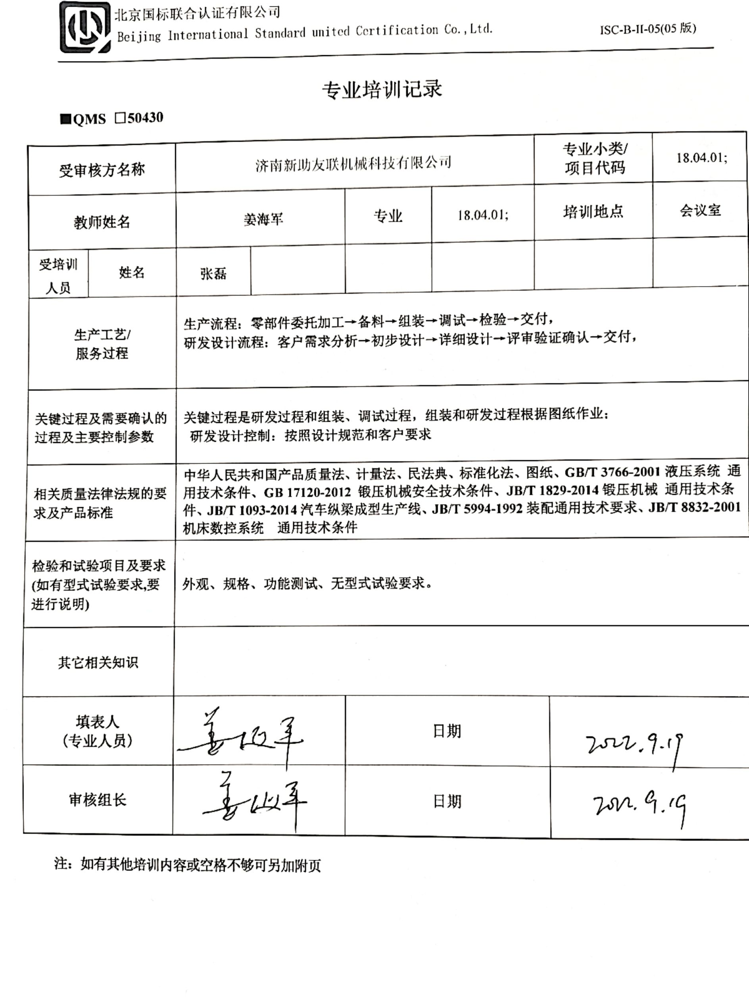 北京国标联合认证有限公司
Beijing International Standard united Certification Co.,Ltd.
ISC-B-II-05(05 版)
专业培训记录
■QMS □50430
受审核方名称
济南新助友联机械科技有限公司
专业小类/
项目代码
18.04.01;
教师姓名
姜海军
专业
18.04.01;
培训地点
会议室
受培训
人员
姓名
张磊
生产工艺/
服务过程
生产流程：零部件委托加工→备料→组装→调试→检验→交付，
研发设计流程：客户需求分析→初步设计→详细设计→评审验证确认→交付，
关键过程及需要确认的
过程及主要控制参数
关键过程是研发过程和组装、调试过程，组装和研发过程根据图纸作业；
研发设计控制：按照设计规范和客户要求
相关质量法律法规的要
求及产品标准
中华人民共和国产品质量法、计量法、民法典、标准化法、图纸、GB/T 3766-2001 液压系统 通
用技术条件、GB 17120-2012 锻压机械安全技术条件、JB/T 1829-2014 锻压机械 通用技术条
件、JB/T 1093-2014 汽车纵梁成型生产线、JB/T 5994-1992 装配通用技术要求、JB/T 8832-2001
机床数控系统 通用技术条件
检验和试验项目及要求
(如有型式试验要求,要
进行说明)
外观、规格、功能测试、无型式试验要求。
其它相关知识
填表人
（专业人员）
姜海军
日期
2022.9.19
审核组长
姜海军
日期
2022.9.19
注：如有其他培训内容或空格不够可另加附页